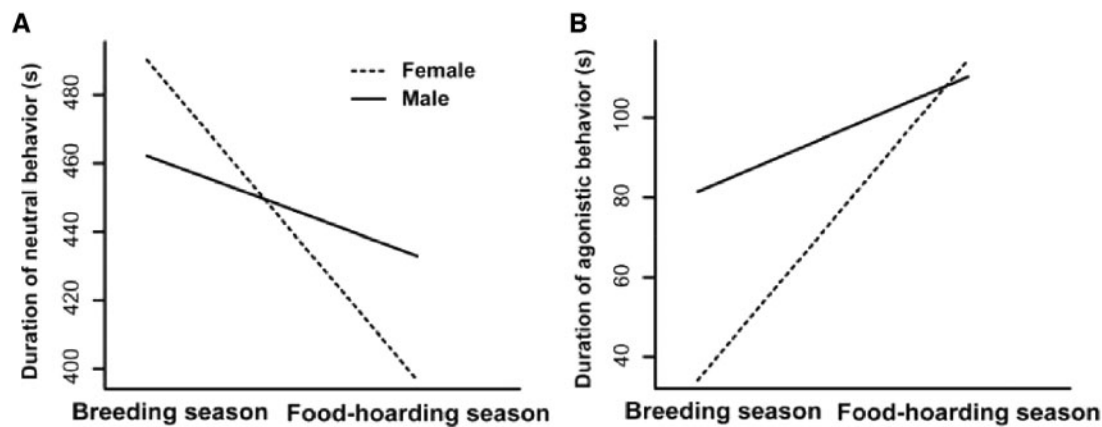 A
Duration of neutral behavior (s)
480
460
440
420
400
Female
Male
Breeding season
Food-hoarding season
B
Duration of agonistic behavior (s)
100
80
60
40
Breeding season
Food-hoarding season